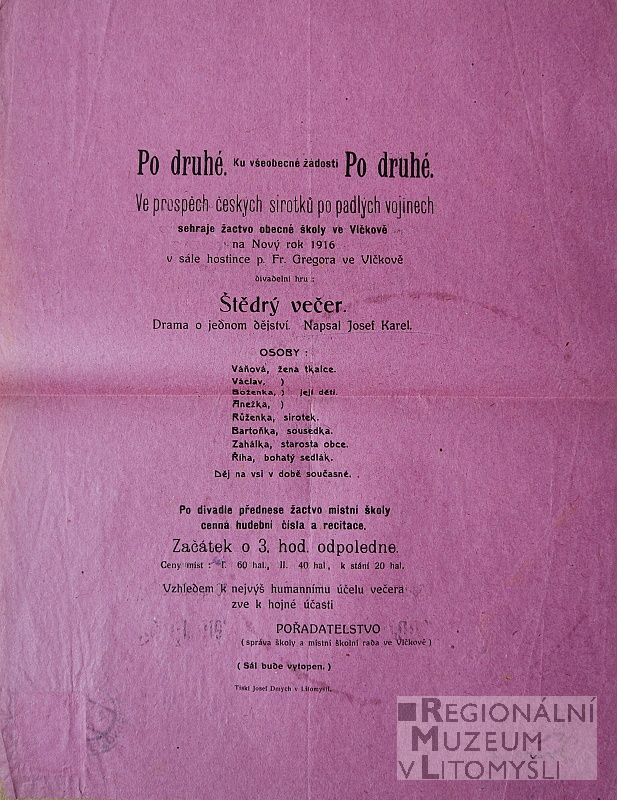 Po druhé. Ku všeobecné žádosti Po druhé.
Ve prospěch českých sirotků po padlých vojínech
sehraje žactvo obecné školy ve Vlčkově
na Nový rok 1916
v sále hostince p. Fr. Gregora ve Vlčkově
divadelní hru :
Štědrý večer.
Drama o jednom dějství. Napsal Josef Karel.
OSOBY :
Váňová, žena tkalce.
Václav, )
Boženka, ) její děti.
Anežka, )
Růženka, sirotek.
Bartoňka, sousedka.
Zahálka, starosta obce.
Říha, bohatý sedlák.
Děj na vsi v době současné.
Po divadle přednese žactvo místní školy
cenná hudební čísla a recitace.
Začátek o 3. hod. odpoledne.
Ceny míst : I. 60 hal., II. 40 hal., k stání 20 hal.
Vzhledem k nejvýš humannímu účelu večera
zve k hojné účasti
POŘADATELSTVO
( správa školy a místní školní rada ve Vlčkově )
( Sál bude vytopen. )
Tiskl Josef Dmych v Litomyšli.
REGIONÁLNÍ
MUZEUM
V LITOMYŠLI